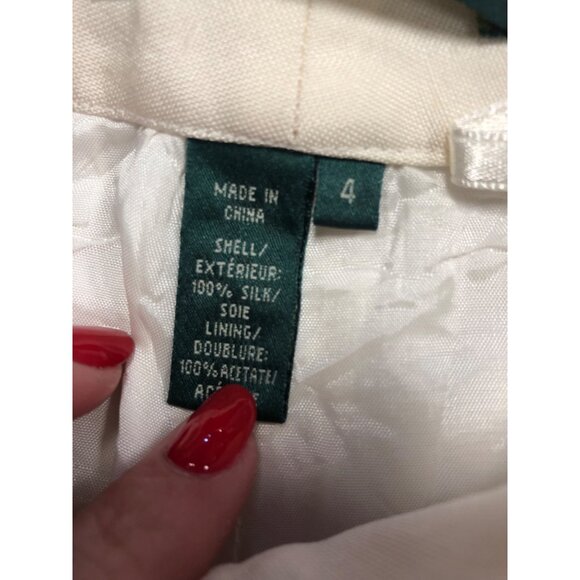 MADE IN
CHINA
4
SHELL/
EXTÉRIEUR:
100% SILK/
SOIE
LINING/
DOUBLURE:
100% ACETATE/